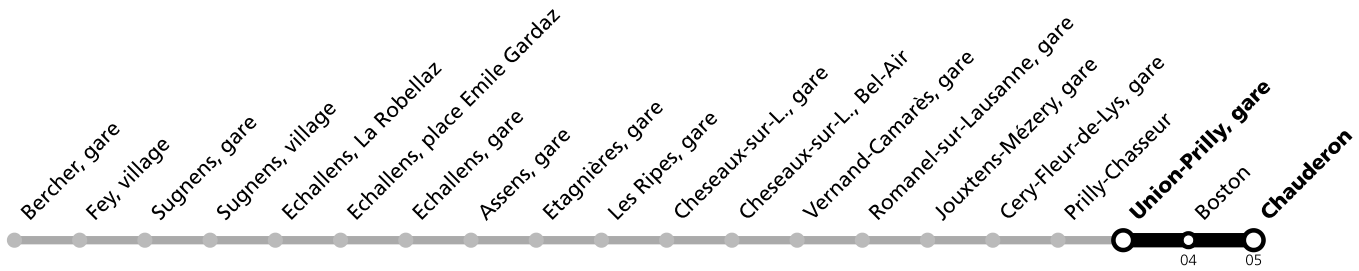 Bercher, gare
Fey, village
Sugnens, gare
Sugnens, village
Echallens, La Robellaz
Echallens, place Emile Gardaz
Echallens, gare
Assens, gare
Etagnières, gare
Les Ripes, gare
Cheseaux-sur-L., gare
Cheseaux-sur-L., Bel-Air
Vernand-Camarès, gare
Romanel-sur-Lausanne, gare
Jouxtens-Mézery, gare
Cery-Fleur-de-Lys, gare
Prilly-Chasseur
Union-Prilly, gare
Boston
Chauderon
04
05